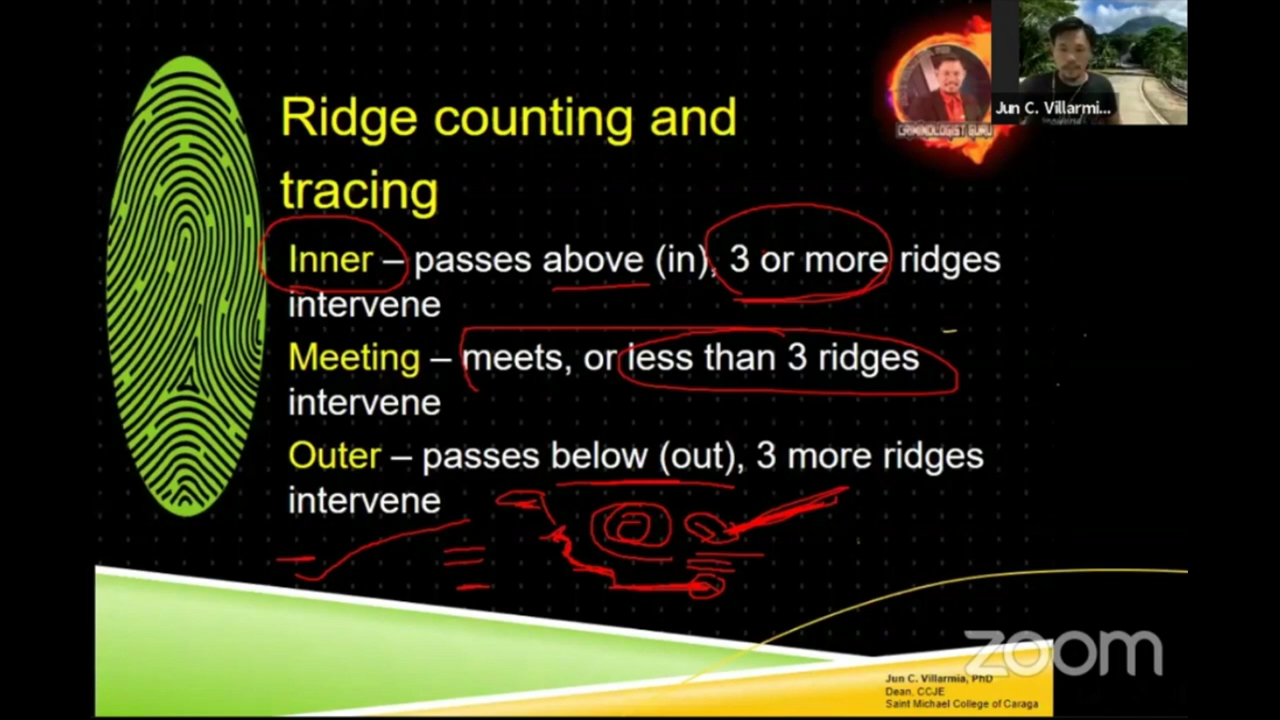 Ridge counting and
tracing
Inner – passes above (in), 3 or more ridges
intervene
Meeting – meets, or less than 3 ridges
intervene
Outer – passes below (out), 3 more ridges
intervene
CRIMINOLOGIST GURU
Jun C. Villarmi...
zoom
Jun C. Villarmia, PhD
Dean, CCJE
Saint Michael College of Caraga